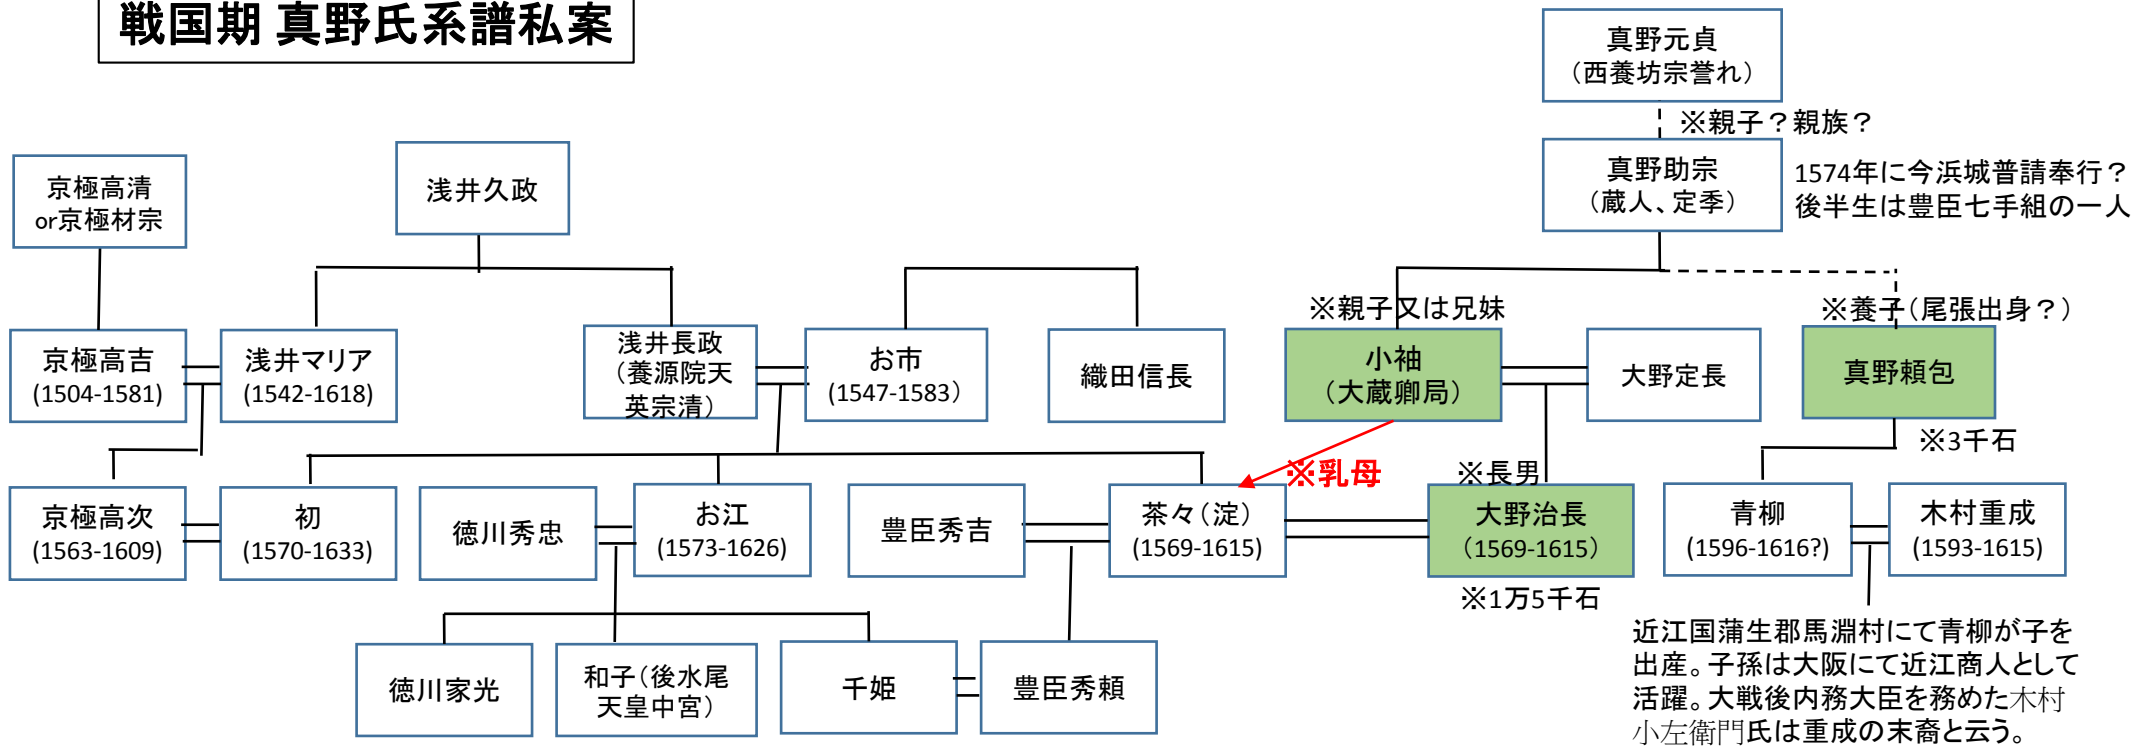 戦国期 真野氏系譜私案
真野元貞
（西養坊宗誉れ）
※親子？親族？
京極高清
or京極材宗
浅井久政
真野助宗
（蔵人、定季）
1574年に今浜城普請奉行？
後半生は豊臣七手組の一人
※親子又は兄妹
※養子（尾張出身？）
京極高吉
(1504-1581)
浅井マリア
(1542-1618)
浅井長政
（養源院天
英宗清）
お市
(1547-1583）
織田信長
小袖
（大蔵卿局）
大野定長
真野頼包
※3千石
※乳母
※長男
京極高次
(1563-1609)
初
(1570-1633)
徳川秀忠
お江
(1573-1626)
豊臣秀吉
茶々（淀）
(1569-1615)
大野治長
（1569-1615）
青柳
(1596-1616?)
木村重成
(1593-1615)
※1万5千石
徳川家光
和子（後水尾
天皇中宮）
千姫
豊臣秀頼
近江国蒲生郡馬淵村にて青柳が子を
出産。子孫は大阪にて近江商人として
活躍。大戦後内務大臣を務めた木村
小左衛門氏は重成の末裔と云う。